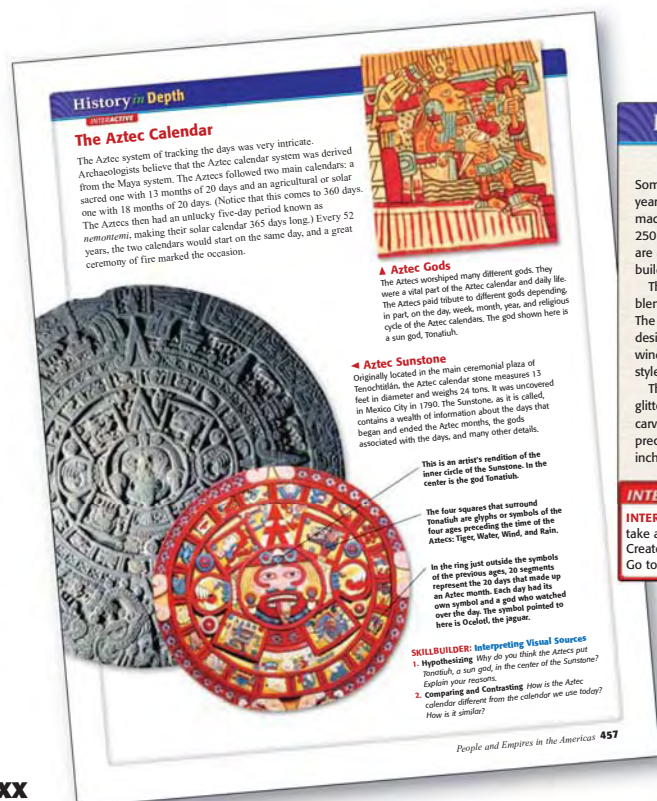 History in Depth
INTERACTIVE
The Aztec Calendar
The Aztec system of tracking the days was very intricate.
Archaeologists believe that the Aztec calendar system was derived
from the Maya system. The Aztecs followed two main calendars: a
sacred one with 13 months of 20 days and an agricultural or solar
one with 18 months of 20 days. (Notice that this comes to 360 days.
The Aztecs then had an unlucky five-day period known as
nemontemi, making their solar calendar 365 days long.) Every 52
years, the two calendars would start on the same day, and a great
ceremony of fire marked the occasion.
▲ Aztec Gods
The Aztecs worshiped many different gods. They
were a vital part of the Aztec calendar and daily life.
The Aztecs paid tribute to different gods depending,
in part, on the day, week, month, year, and religious
cycle of the Aztec calendars. The god shown here is
a sun god, Tonatiuh.
◄ Aztec Sunstone
Originally located in the main ceremonial plaza of
Tenochtitlán, the Aztec calendar stone measures 13
feet in diameter and weighs 24 tons. It was uncovered
in Mexico City in 1790. The Sunstone, as it is called,
contains a wealth of information about the days that
began and ended the Aztec months, the gods
associated with the days, and many other details.
This is an artist's rendition of the
inner circle of the Sunstone. In the
center is the god Tonatiuh.
The four squares that surround
Tonatiuh are glyphs or symbols of the
four ages preceding the time of the
Aztecs: Tiger, Water, Wind, and Rain.
In the ring just outside the symbols
of the previous ages, 20 segments
represent the 20 days that made up
an Aztec month. Each day had its
own symbol and a god who watched
over the day. The symbol pointed to
here is Ocelotl, the jaguar.
SKILLBUILDER: Interpreting Visual Sources
1. Hypothesizing Why do you think the Aztecs put
Tonatiuh, a sun god, in the center of the Sunstone?
Explain your reasons.
2. Comparing and Contrasting How is the Aztec
calendar different from the calendar we use today?
How is it similar?
People and Empires in the Americas 457
Som
year
mac
250
are
buil
Th
blen
The
desi
win
style
Th
glitt
carv
prec
inch
INTE
INTER
take a
Create
Go to
xx